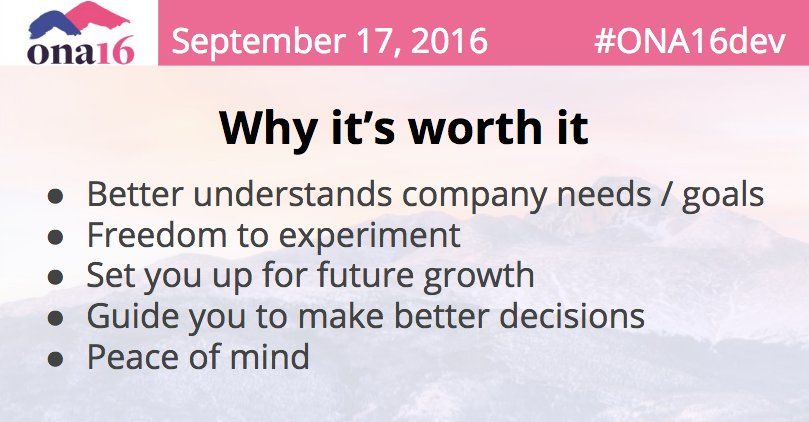 ona16
September 17, 2016
#ONA16dev
Why it's worth it
● Better understands company needs / goals
● Freedom to experiment
● Set you up for future growth
● Guide you to make better decisions
● Peace of mind